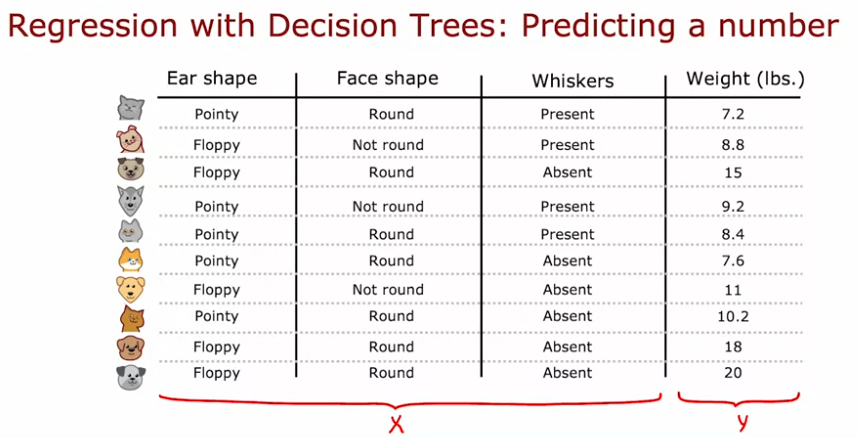 Regression with Decision Trees: Predicting a number
Ear shape Face shape Whiskers Weight (lbs.)
Pointy Round Present 7.2
Floppy Not round Present 8.8
Floppy Round Absent 15
Pointy Not round Present 9.2
Pointy Round Present 8.4
Pointy Round Absent 7.6
Floppy Not round Absent 11
Pointy Round Absent 10.2
Floppy Round Absent 18
Floppy Round Absent 20
X y